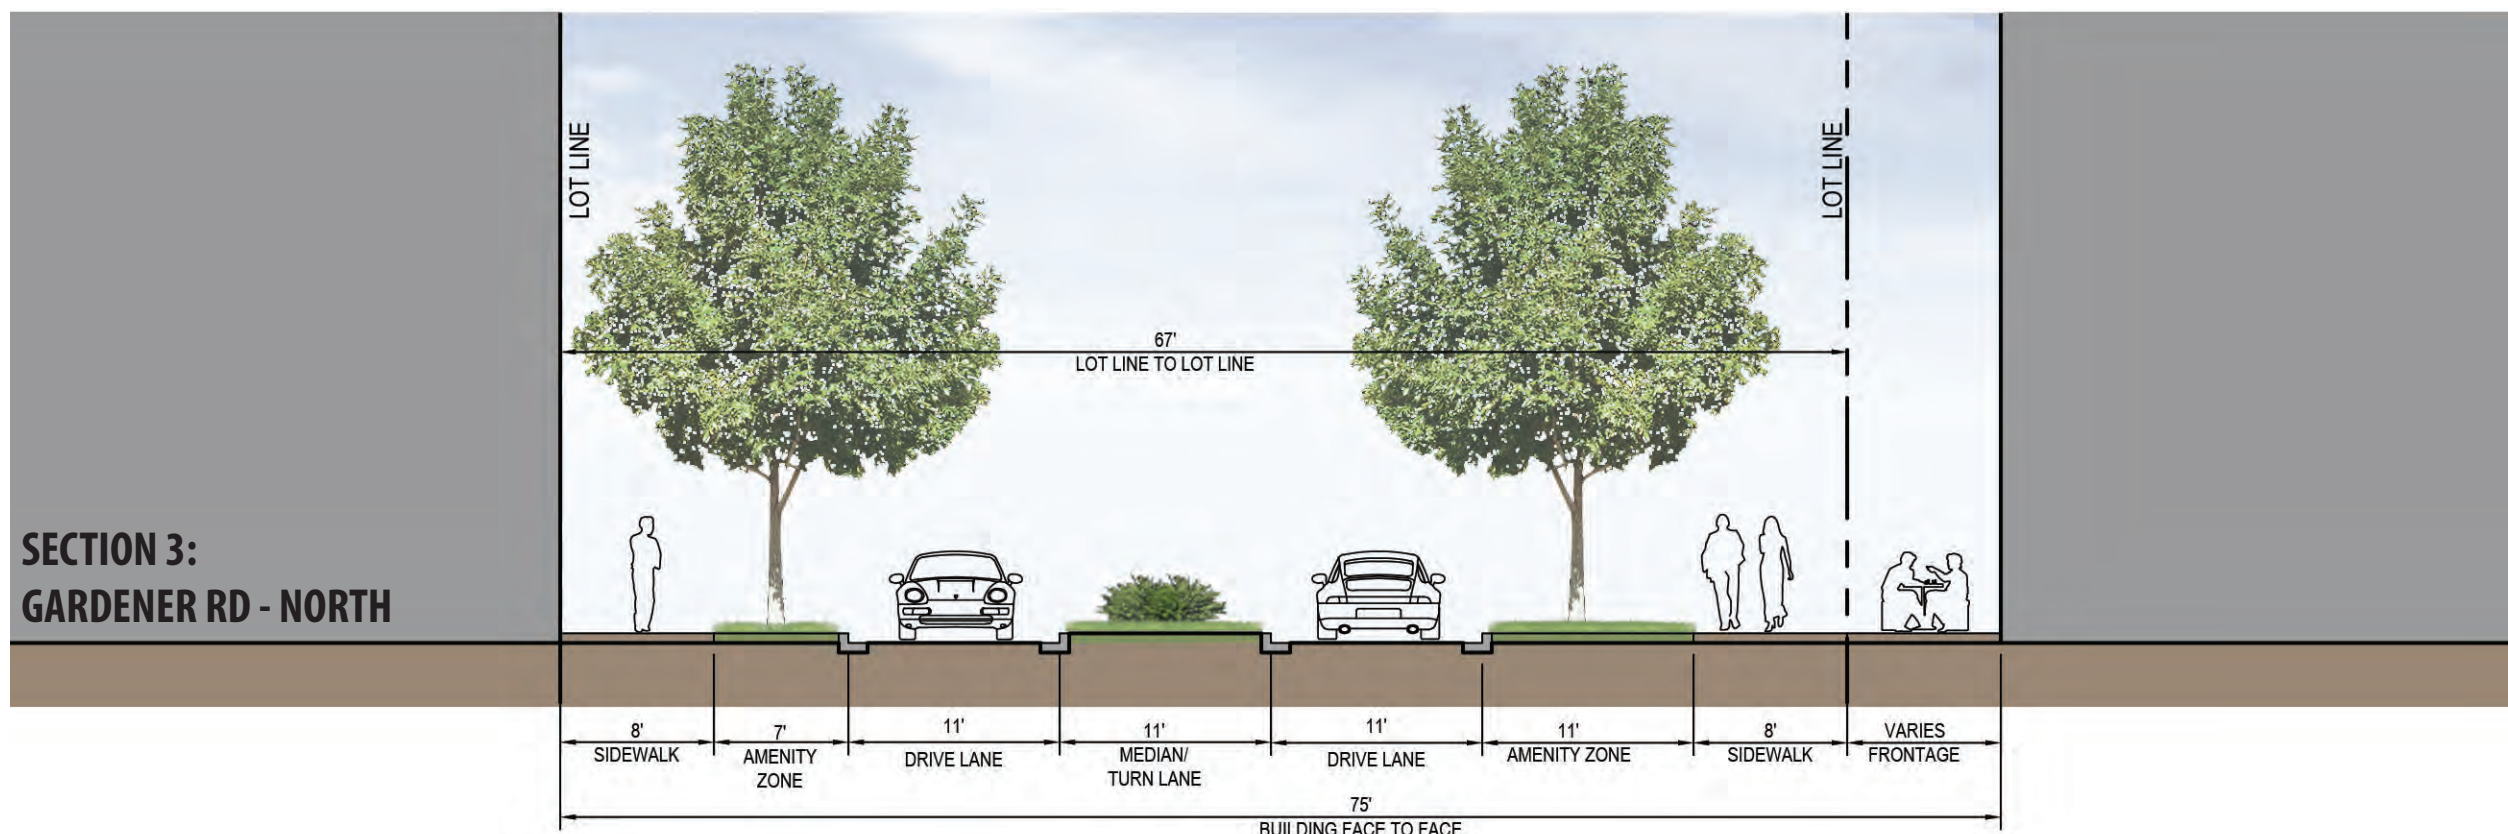 LOT LINE
LOT LINE
67'
LOT LINE TO LOT LINE
SECTION 3:
GARDENER RD - NORTH
8'
SIDEWALK
7'
AMENITY
ZONE
11'
DRIVE LANE
11'
MEDIAN/
TURN LANE
11'
DRIVE LANE
11'
AMENITY ZONE
8'
SIDEWALK
VARIES
FRONTAGE
75'
BUILDING FACE TO FACE